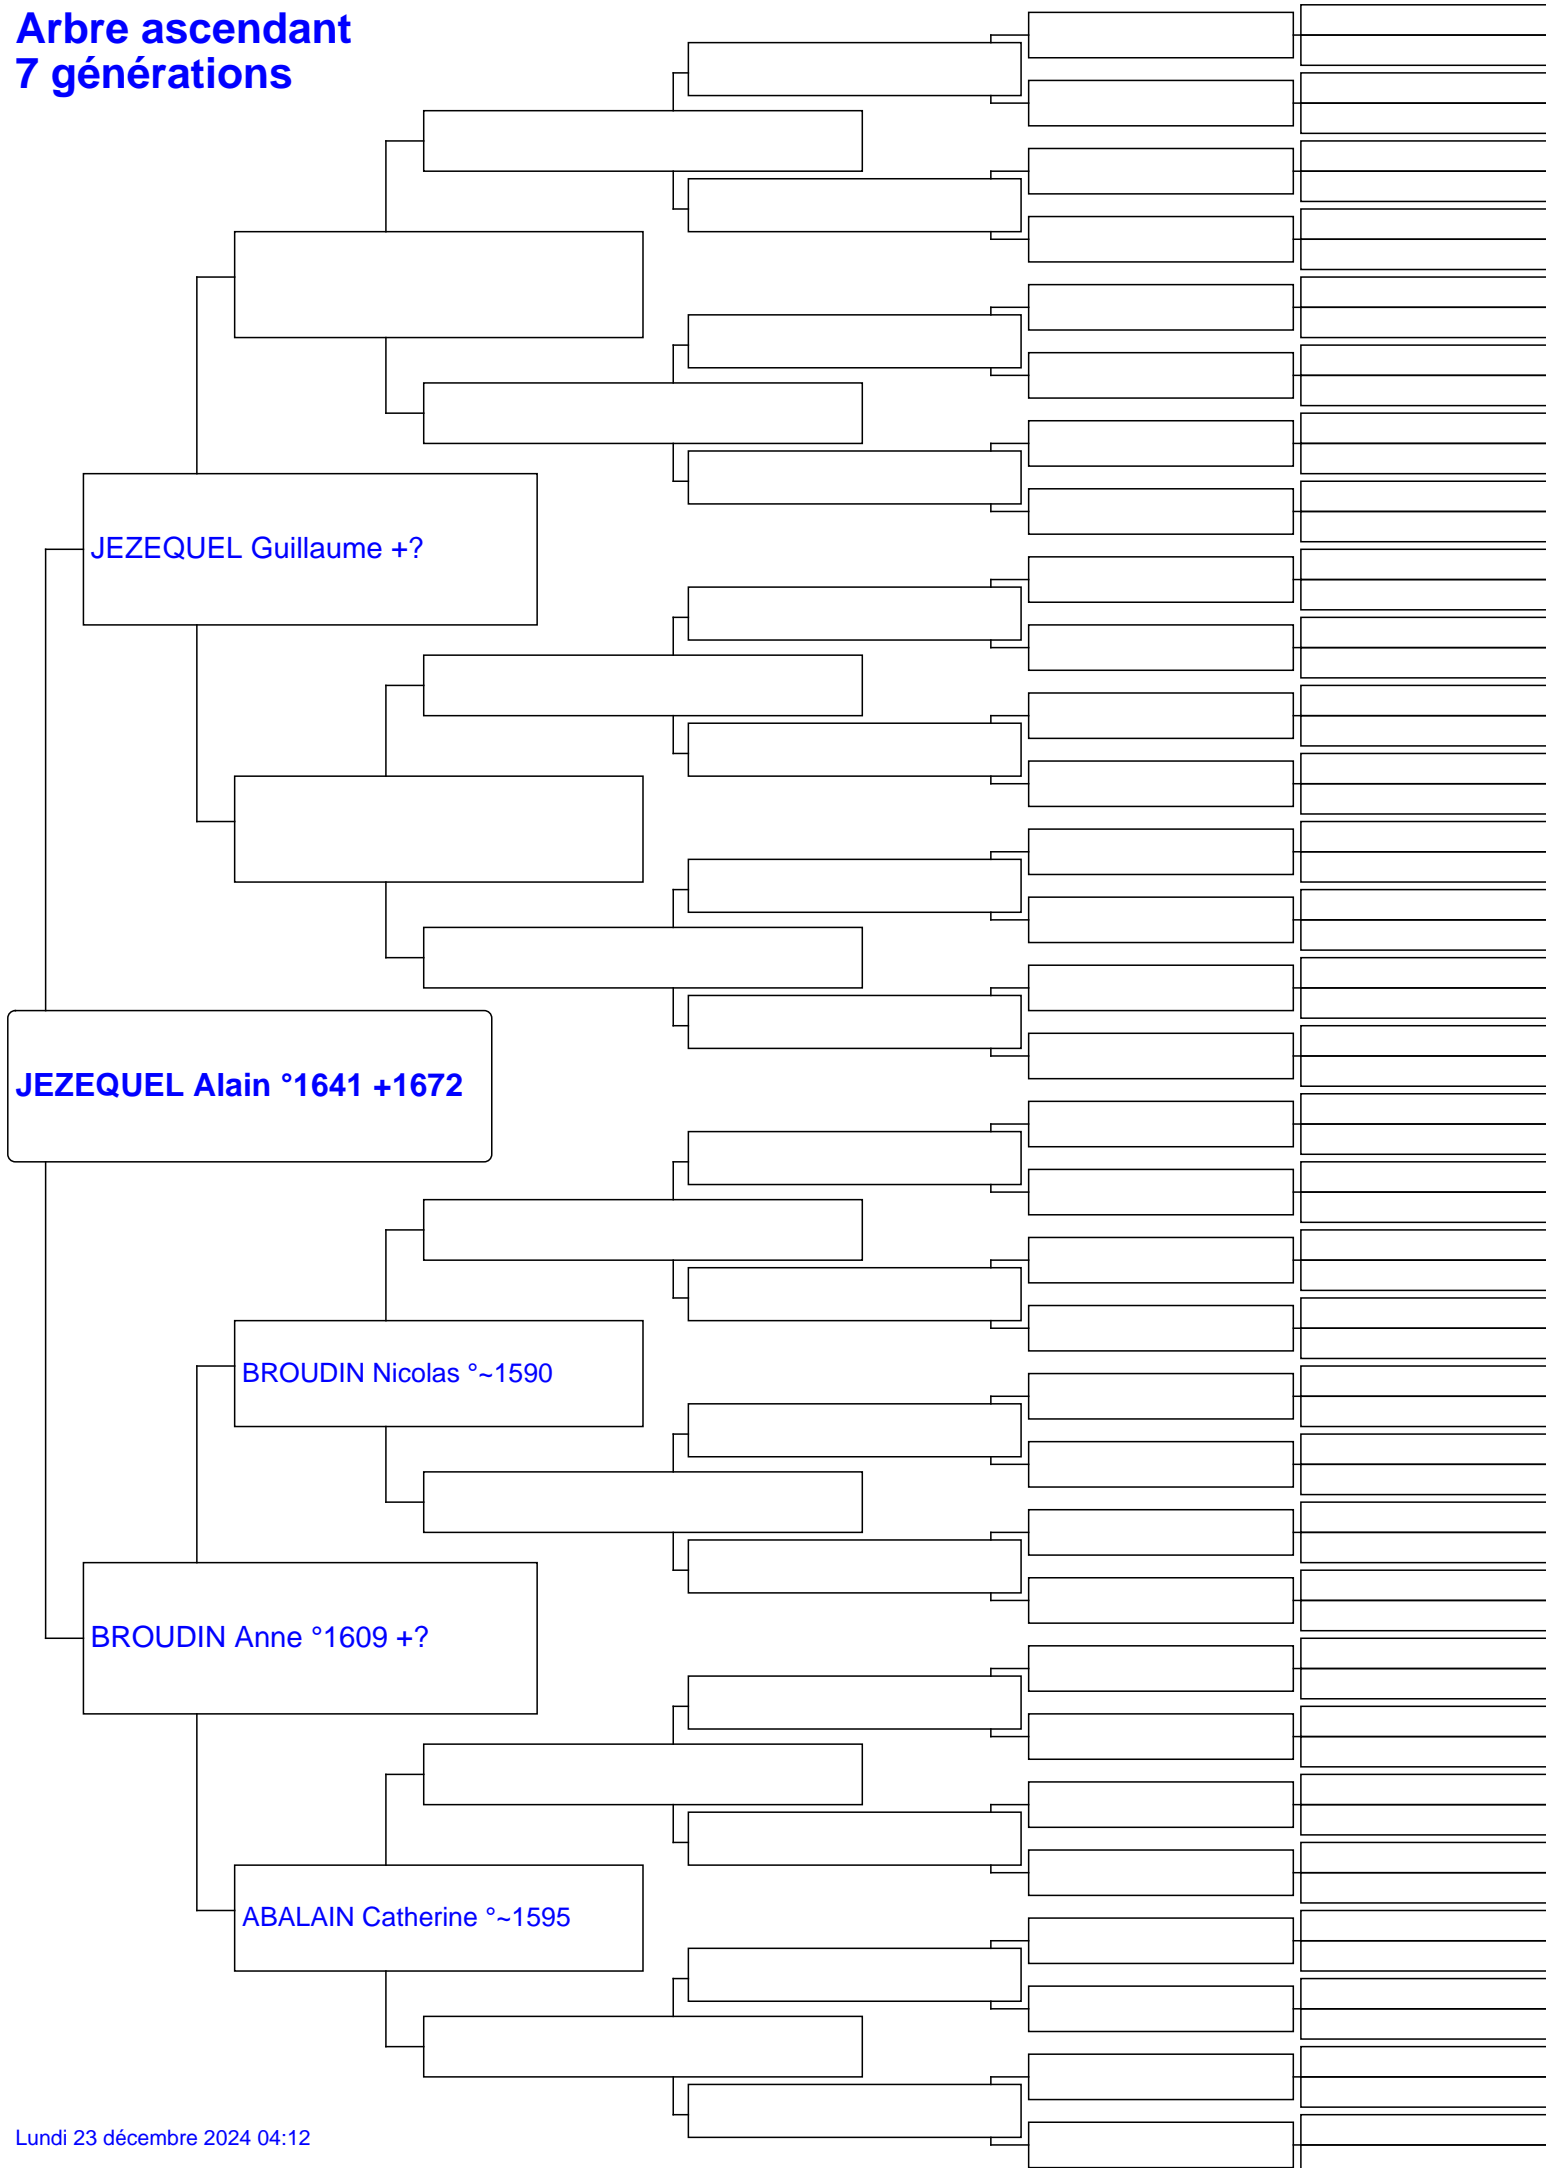 Arbre ascendant
7 générations
JEZEQUEL Guillaume +?
JEZEQUEL Alain °1641 +1672
BROUDIN Nicolas °~1590
BROUDIN Anne °1609 +?
ABALAIN Catherine °~1595
Lundi 23 décembre 2024 04:12